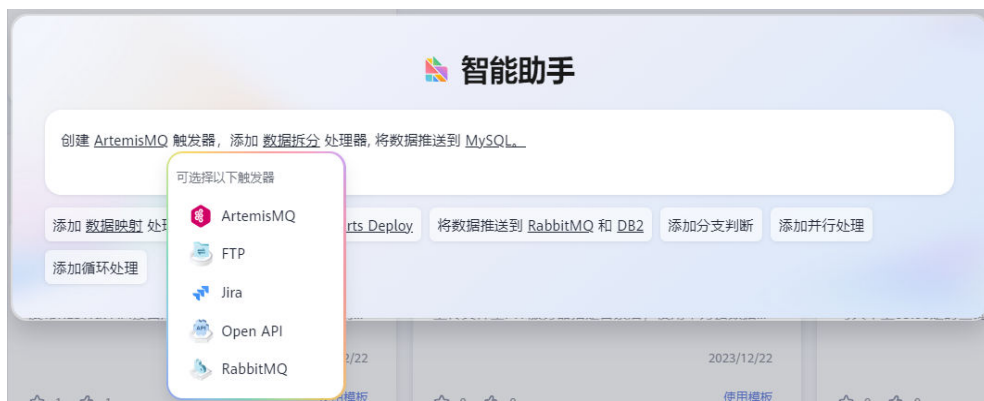 智能助手
创建 ArtemisMQ 触发器，添加 数据拆分 处理器, 将数据推送到 MySQL。
可选择以下触发器
ArtemisMQ
FTP
Jira
Open API
RabbitMQ
添加 数据映射 处 rts Deploy 将数据推送到 RabbitMQ 和 DB2 添加分支判断 添加并行处理
添加循环处理
2/22 2023/12/22
用模板 使用模板